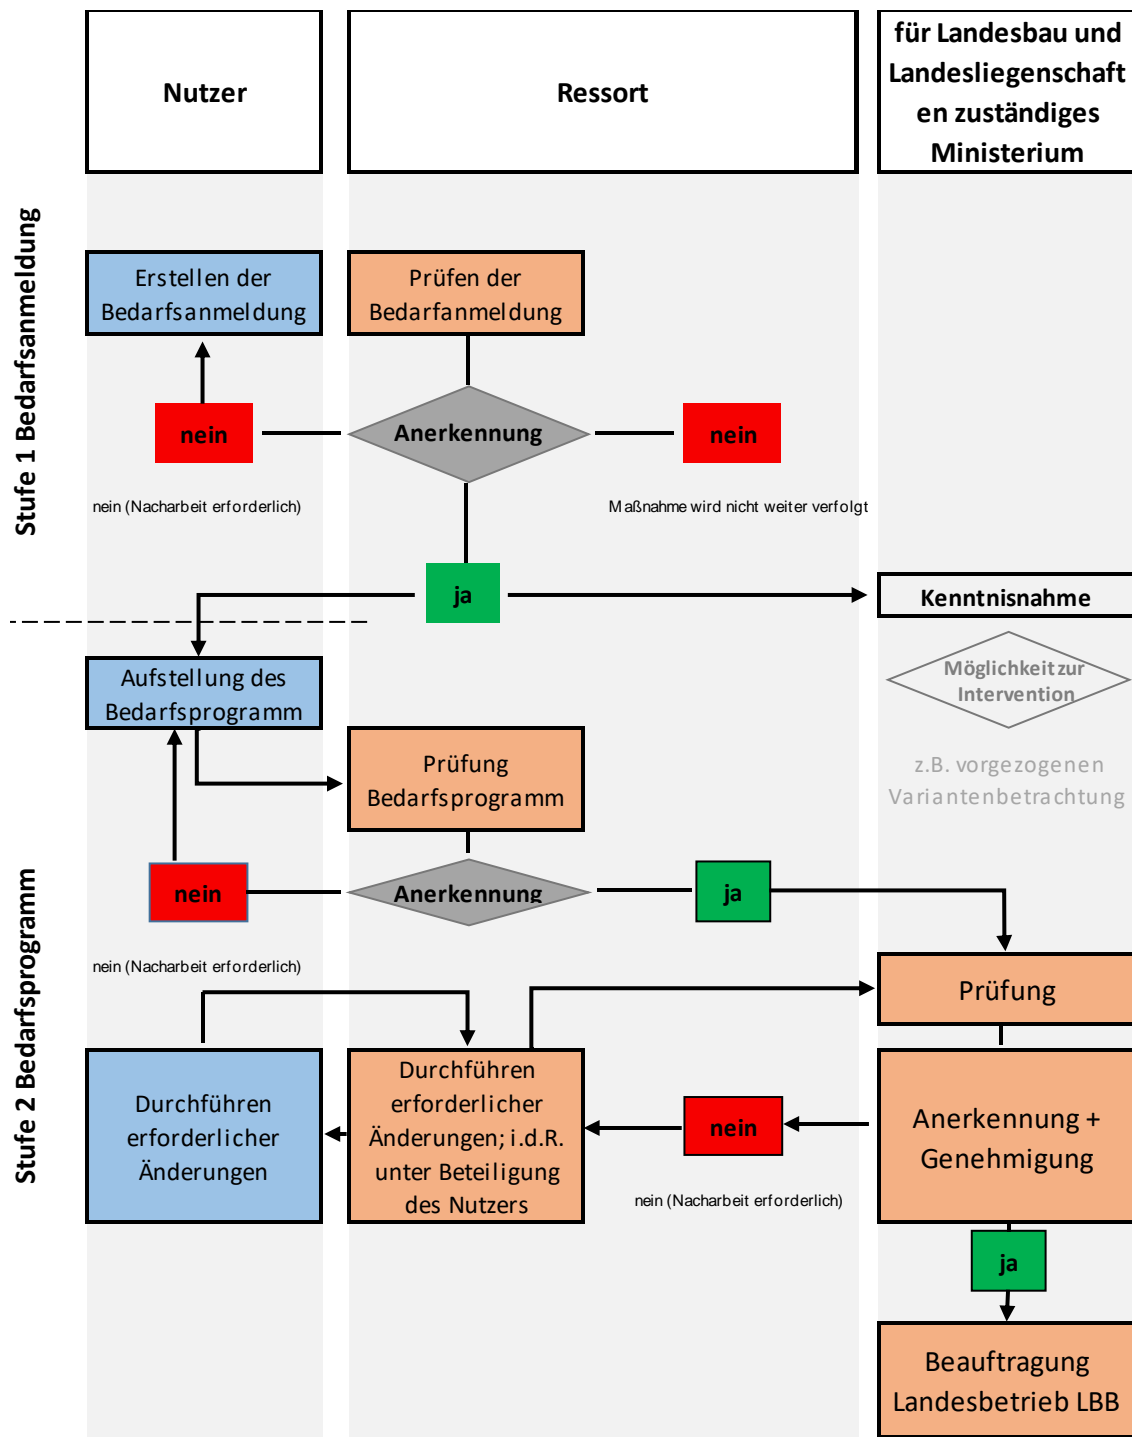 Nutzer
Ressort
für Landesbau und
Landesliegenschaft
en zuständiges
Ministerium
Stufe 1 Bedarfsanmeldung
Erstellen der
Bedarfsanmeldung
Prüfen der
Bedarfanmeldung
nein
Anerkennung
nein
nein (Nacharbeit erforderlich)
Maßnahme wird nicht weiter verfolgt
ja
Kenntnisnahme
Möglichkeit zur
Intervention
z.B. vorgezogenen
Variantenbetrachtung
Stufe 2 Bedarfsprogramm
Aufstellung des
Bedarfsprogramm
Prüfung
Bedarfsprogramm
nein
Anerkennung
ja
nein (Nacharbeit erforderlich)
Prüfung
Durchführen
erforderlicher
Änderungen
Durchführen
erforderlicher
Änderungen; i.d.R.
unter Beteiligung
des Nutzers
nein
nein (Nacharbeit erforderlich)
Anerkennung +
Genehmigung
ja
Beauftragung
Landesbetrieb LBB